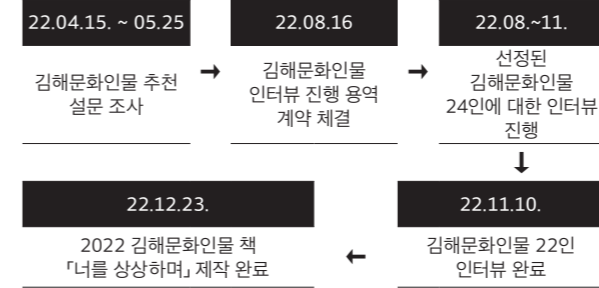 22.04.15. ~ 05.25
김해문화인물 추천
설문 조사
22.08.16
김해문화인물
인터뷰 진행 용역
계약 체결
22.08.~11.
선정된
김해문화인물
24인에 대한 인터뷰
진행
22.11.10.
김해문화인물 22인
인터뷰 완료
22.12.23.
2022 김해문화인물 책
「너를 상상하며」 제작 완료